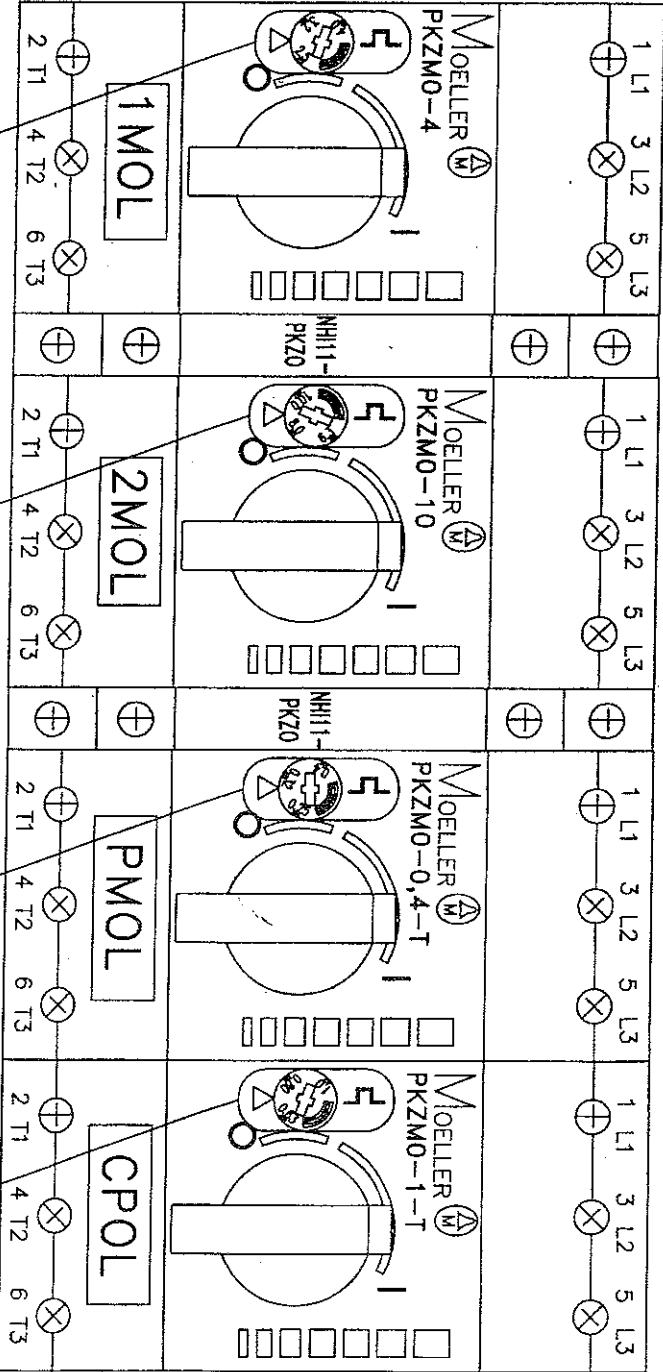 1 L1 3 L2 5 L3
MOELLER
PKZM0-4
1MOL
2 T1 4 T2 6 T3
NHI11-
PKZ0
1 L1 3 L2 5 L3
MOELLER
PKZM0-10
2MOL
2 T1 4 T2 6 T3
NHI11-
PKZ0
1 L1 3 L2 5 L3
MOELLER
PKZM0-0,4-T
PMOL
2 T1 4 T2 6 T3
1 L1 3 L2 5 L3
MOELLER
PKZM0-1-T
CPOL
2 T1 4 T2 6 T3